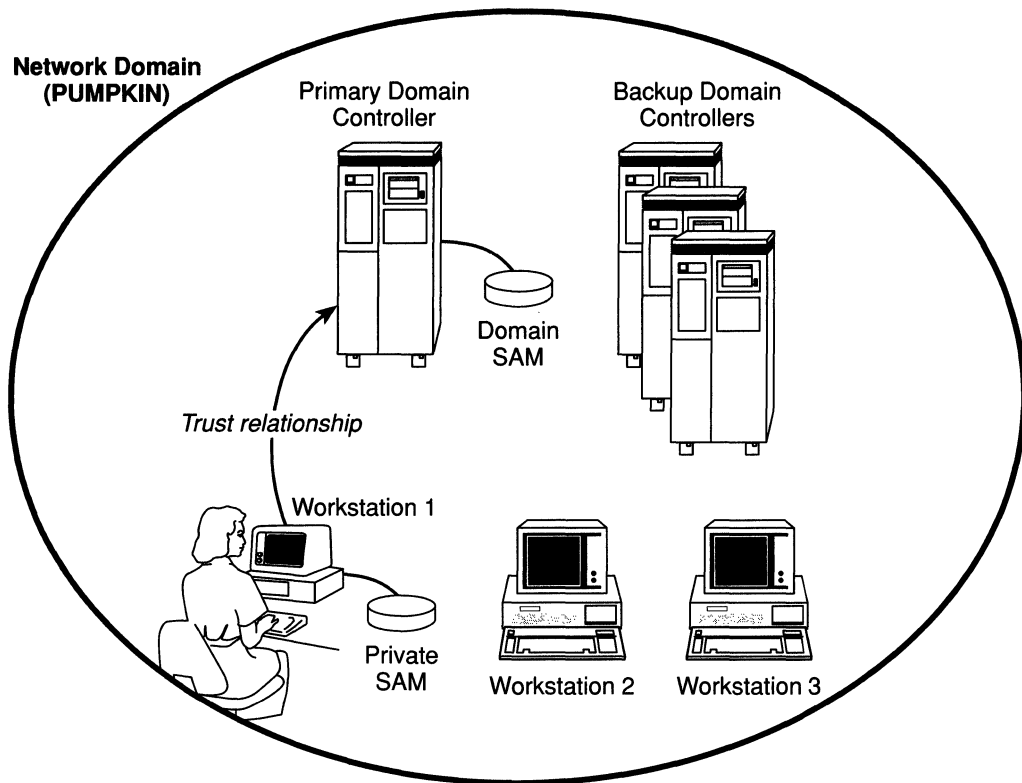 Network Domain
(PUMPKIN)
Primary Domain
Controller
Backup Domain
Controllers
Domain
SAM
Trust relationship
Workstation 1
Private
SAM
Workstation 2
Workstation 3